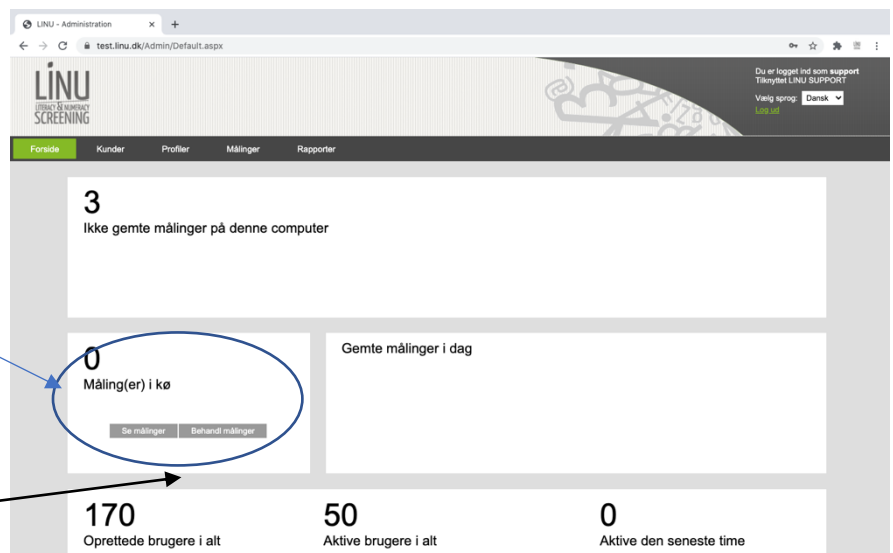 LINU - Administration
test.linu.dk/Admin/Default.aspx
LINU
LITERACY & NUMERACY
SCREENING
Du er logget ind som support
Tilknyttet LINU SUPPORT
Vælg sprog: Dansk
Log ud
Forside Kunder Profiler Målinger Rapporter
3
Ikke gemte målinger på denne computer
0
Måling(er) i kø
Se målinger Behandl målinger
Gemte målinger i dag
170
Oprettede brugere i alt
50
Aktive brugere i alt
0
Aktive den seneste time